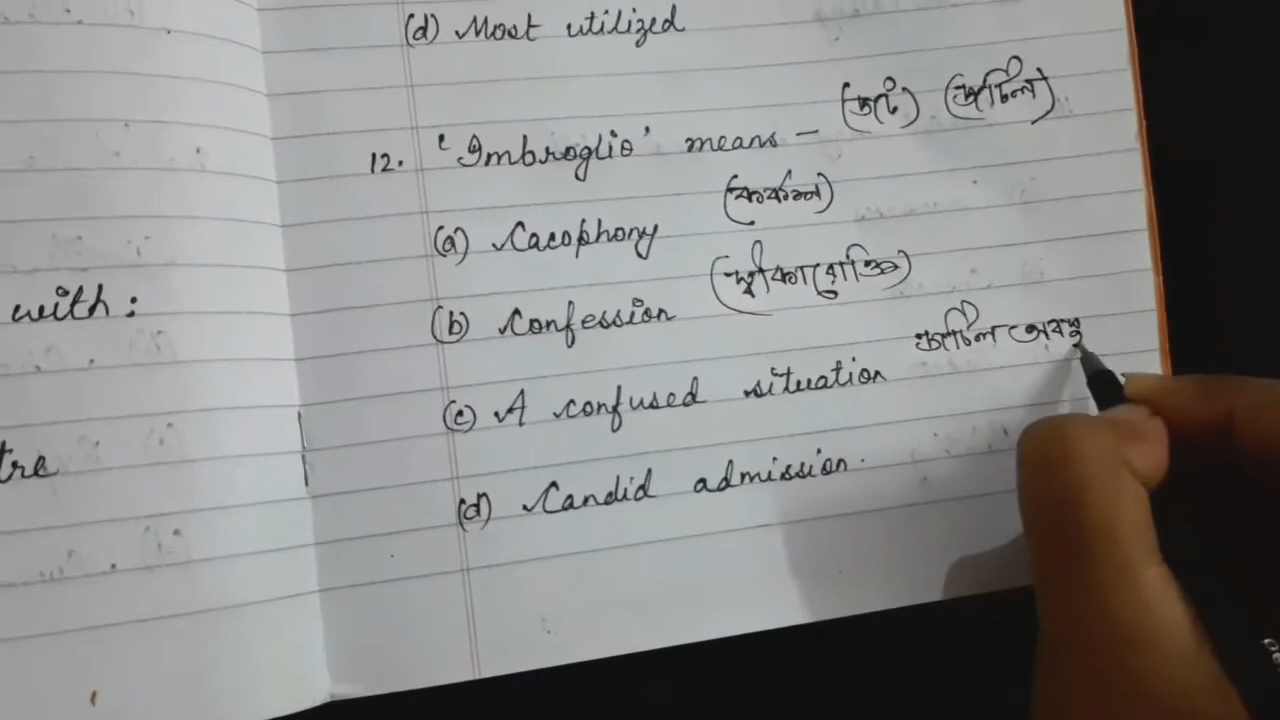 (d) Most utilized
12. 'Imbroglio' means - (জট) (জটিল)
(a) Cacophony (কর্কশ)
(b) Confession (স্বীকারোক্তি)
(c) A confused situation জটিল অবস্থ
(d) Candid admission.
with:
tre